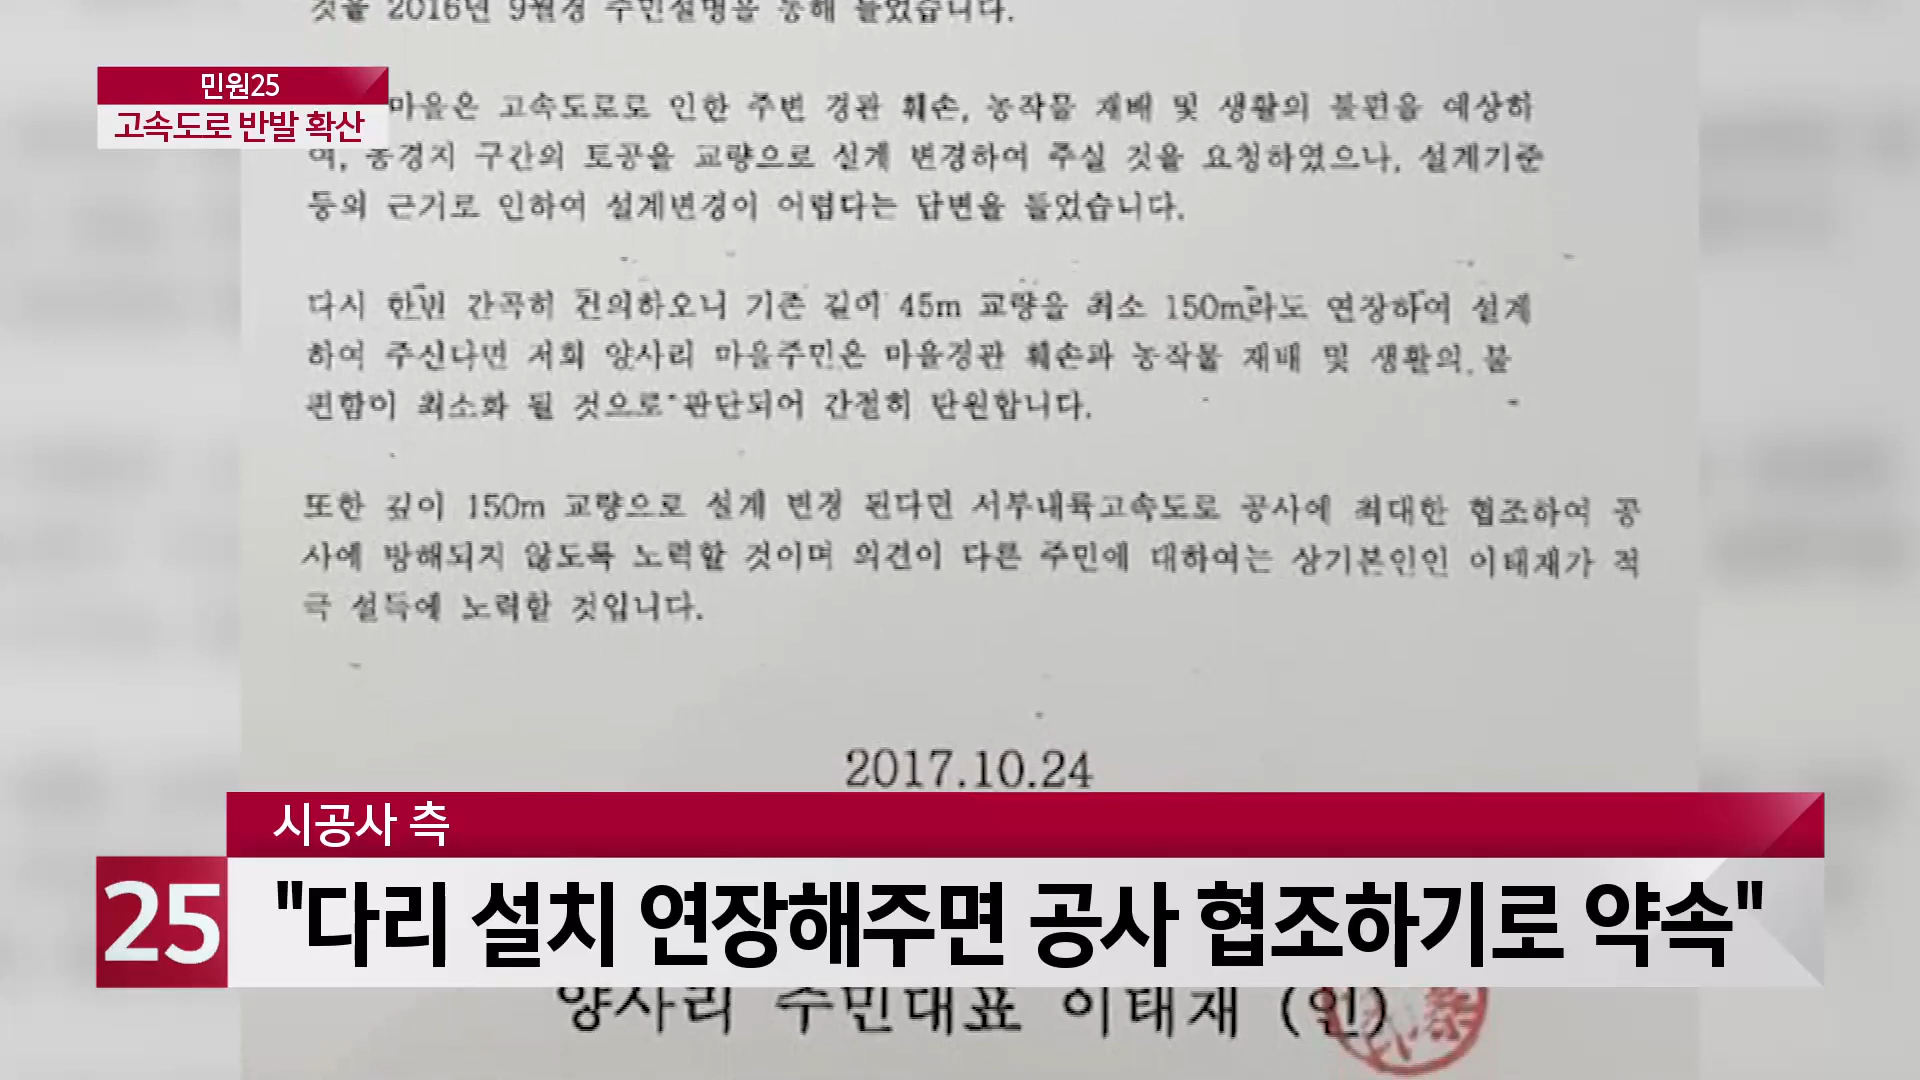 것을 2016년 9월경 주민설명을 통해 들었습니다.
민원25
고속도로 반발 확산
마을은 고속도로로 인한 주변 경관 훼손, 농작물 재배 및 생활의 불편을 예상하
여, 농경지 구간의 토공을 교량으로 설계 변경하여 주실 것을 요청하였으나, 설계기준
등의 근거로 인하여 설계변경이 어렵다는 답변을 들었습니다.
다시 한번 간곡히 건의하오니 기존 길이 45m 교량을 최소 150m라도 연장하여 설계
하여 주신다면 저희 양사리 마을주민은 마을경관 훼손과 농작물 재배 및 생활의 불
편함이 최소화 될 것으로 판단되어 간절히 탄원합니다.
또한 길이 150m 교량으로 설계 변경 된다면 서부내륙고속도로 공사에 최대한 협조하여 공
사에 방해되지 않도록 노력할 것이며 의견이 다른 주민에 대하여는 상기본인인 이태재가 적
극 설득에 노력할 것입니다.
2017.10.24
시공사 측
25
"다리 설치 연장해주면 공사 협조하기로 약속"
양사리 주민대표 이태재 (인)